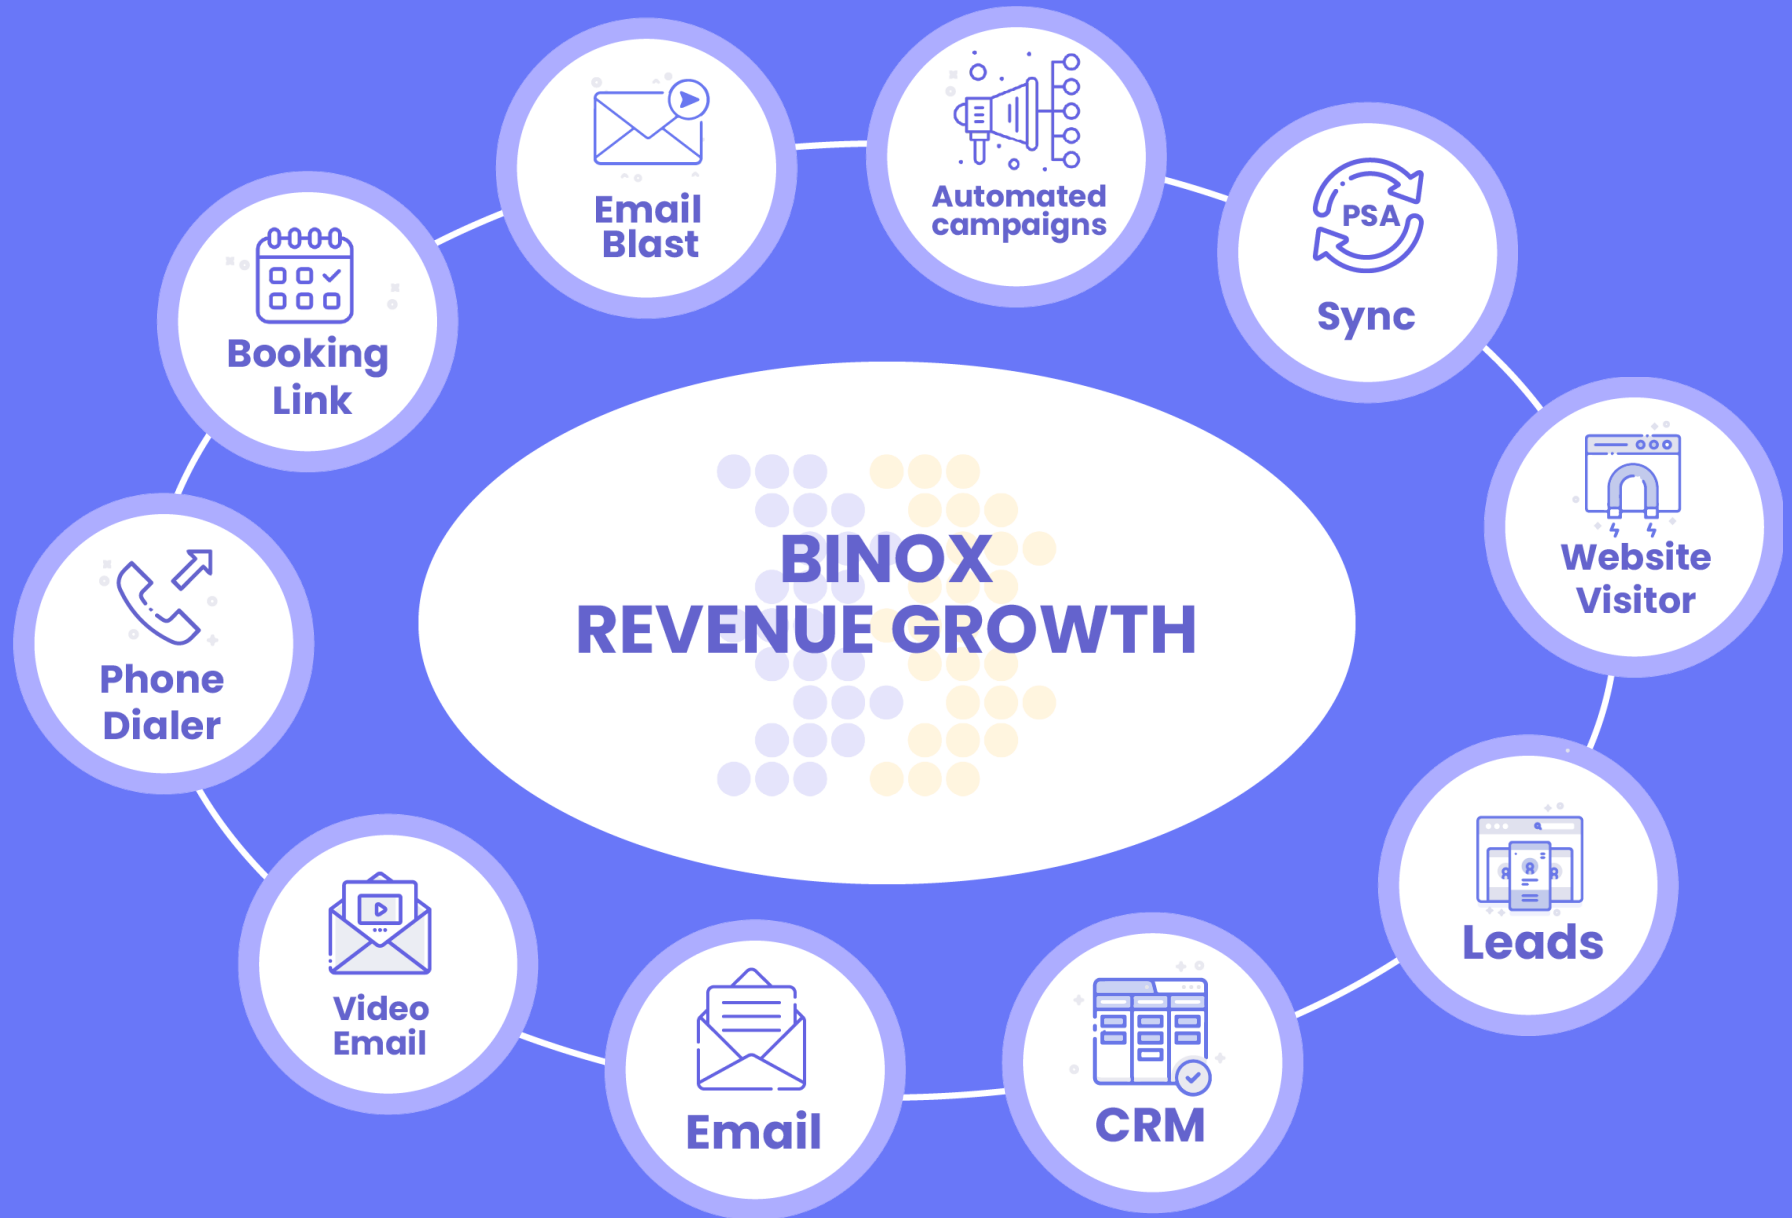 Email
Blast
Automated
campaigns
PSA
Sync
Booking
Link
Website
Visitor
BINOX
REVENUE GROWTH
Phone
Dialer
Leads
Video
Email
Email
CRM